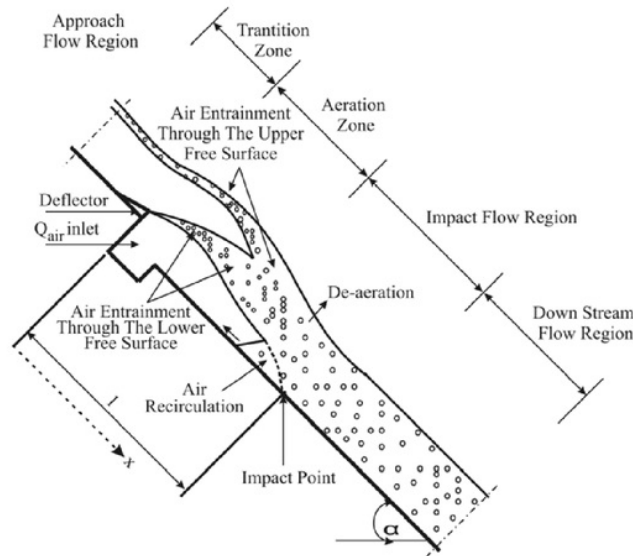 Approach
Flow Region
Trantition
Zone
Air Entrainment
Through The Upper
Free Surface
Aeration
Zone
Deflector
Qair inlet
Impact Flow Region
De-aeration
Air Entrainment
Through The Lower
Free Surface
Down Stream
Flow Region
Air
Recirculation
l
x
Impact Point
α